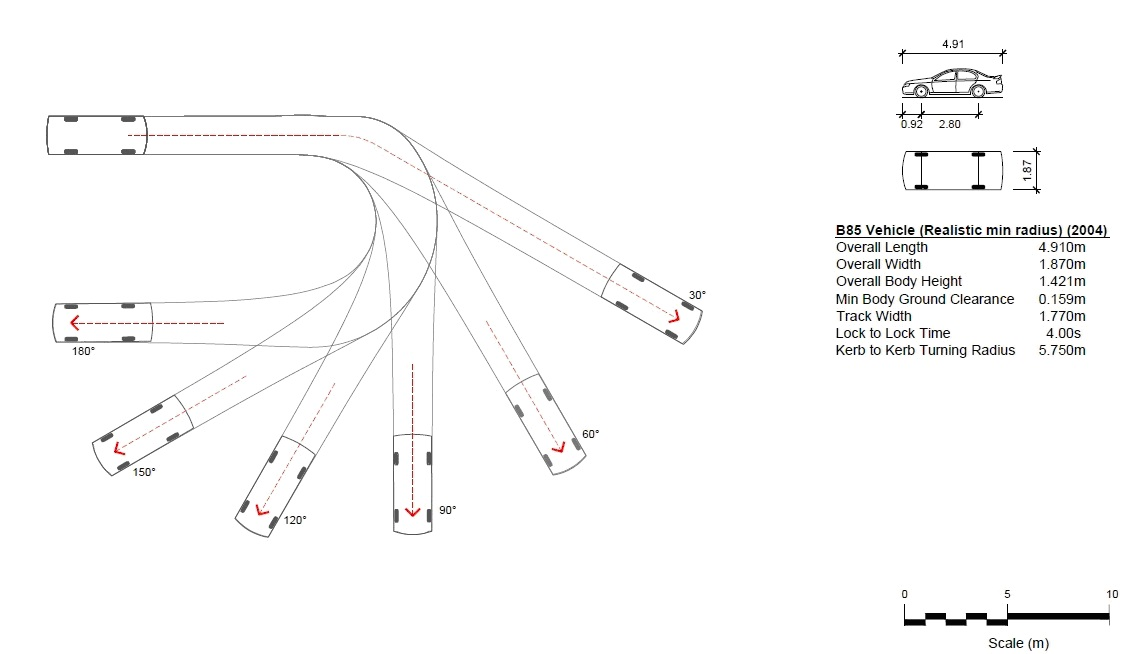 4.91
0.92 2.80
1.87
B85 Vehicle (Realistic min radius) (2004)
Overall Length 4.910m
Overall Width 1.870m
Overall Body Height 1.421m
Min Body Ground Clearance 0.159m
Track Width 1.770m
Lock to Lock Time 4.00s
Kerb to Kerb Turning Radius 5.750m
30°
180°
60°
150°
90°
120°
0 5 10
Scale (m)